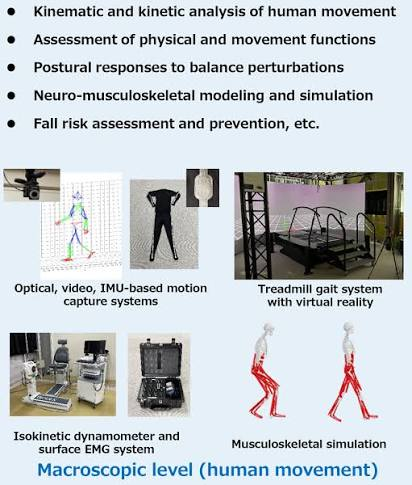 ● Kinematic and kinetic analysis of human movement
● Assessment of physical and movement functions
● Postural responses to balance perturbations
● Neuro-musculoskeletal modeling and simulation
● Fall risk assessment and prevention, etc.
Optical, video, IMU-based motion
capture systems
Treadmill gait system
with virtual reality
Isokinetic dynamometer and
surface EMG system
Musculoskeletal simulation
Macroscopic level (human movement)